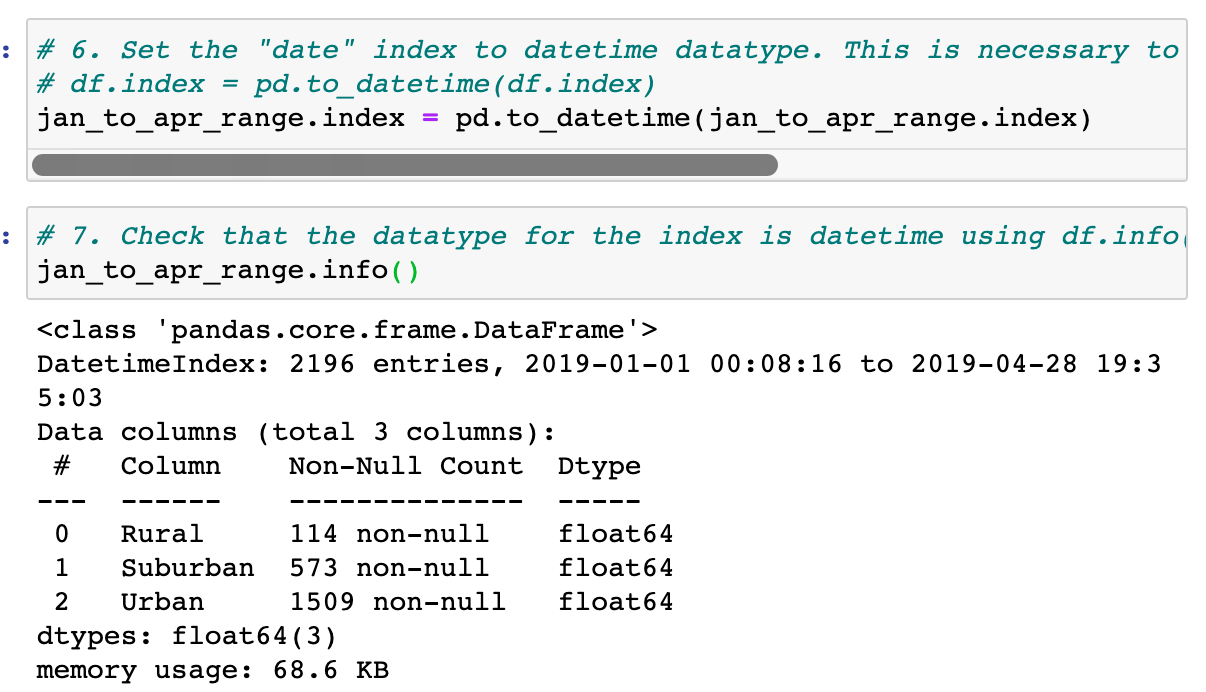 : # 6. Set the "date" index to datetime datatype. This is necessary to
# df.index = pd.to_datetime(df.index)
jan_to_apr_range.index = pd.to_datetime(jan_to_apr_range.index)
: # 7. Check that the datatype for the index is datetime using df.info(
jan_to_apr_range.info()
<class 'pandas.core.frame.DataFrame'>
DatetimeIndex: 2196 entries, 2019-01-01 00:08:16 to 2019-04-28 19:3
5:03
Data columns (total 3 columns):
 #   Column    Non-Null Count  Dtype
---  ------    --------------  -----
 0   Rural     114 non-null    float64
 1   Suburban  573 non-null    float64
 2   Urban     1509 non-null   float64
dtypes: float64(3)
memory usage: 68.6 KB